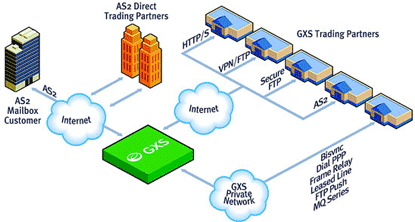 AS2 Direct
Trading Partners
GXS Trading Partners
HTTP/S
VPN/FTP
Secure
FTP
AS2
AS2
AS2
Mailbox
Customer
Internet
Internet
GXS
GXS
Private
Network
Bisync
Dial PPP
Frame Relay
Leased Line
FTP Push
MQ Series